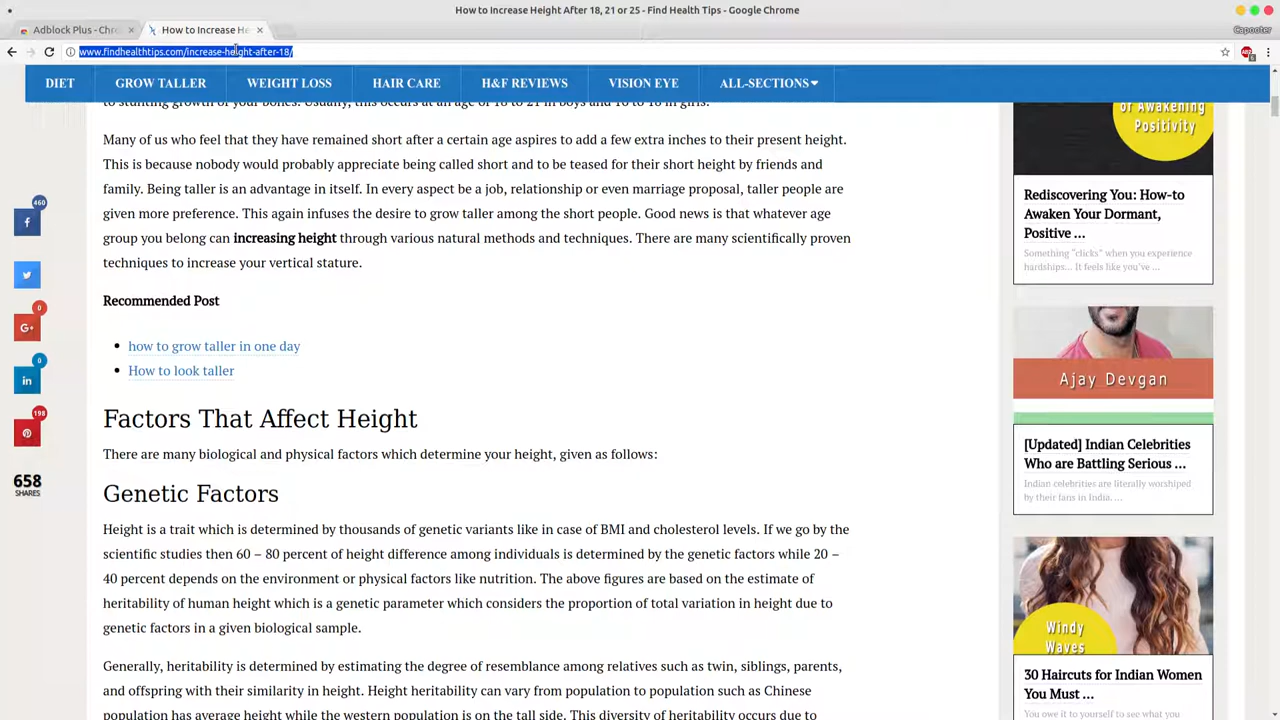 How to Increase Height After 18, 21 or 25 - Find Health Tips - Google Chrome
Adblock Plus - Chro
How to Increase He
Capooter
www.findhealthtips.com/increase-height-after-18/
DIET GROW TALLER WEIGHT LOSS HAIR CARE H&F REVIEWS VISION EYE ALL-SECTIONS
to stunting growth of your bones. Usually, this occurs at an age of 18 to 21 in boys and 16 to 18 in girls.
Many of us who feel that they have remained short after a certain age aspires to add a few extra inches to their present height.
This is because nobody would probably appreciate being called short and to be teased for their short height by friends and
family. Being taller is an advantage in itself. In every aspect be a job, relationship or even marriage proposal, taller people are
given more preference. This again infuses the desire to grow taller among the short people. Good news is that whatever age
group you belong can increasing height through various natural methods and techniques. There are many scientifically proven
techniques to increase your vertical stature.
Recommended Post
how to grow taller in one day
How to look taller
Factors That Affect Height
There are many biological and physical factors which determine your height, given as follows:
Genetic Factors
Height is a trait which is determined by thousands of genetic variants like in case of BMI and cholesterol levels. If we go by the
scientific studies then 60 – 80 percent of height difference among individuals is determined by the genetic factors while 20 –
40 percent depends on the environment or physical factors like nutrition. The above figures are based on the estimate of
heritability of human height which is a genetic parameter which considers the proportion of total variation in height due to
genetic factors in a given biological sample.
Generally, heritability is determined by estimating the degree of resemblance among relatives such as twin, siblings, parents,
and offspring with their similarity in height. Height heritability can vary from population to population such as Chinese
population has average height while the western population is on the tall side. This diversity of heritability occurs due to
460
0
0
198
658
SHARES
of Awakening
Positivity
Rediscovering You: How-to
Awaken Your Dormant,
Positive ...
Something “clicks” when you experience
hardships... It feels like you’ve ...
Ajay Devgan
[Updated] Indian Celebrities
Who are Battling Serious ...
Indian celebrities are literally worshiped
by their fans in India. ...
Windy
Waves
30 Haircuts for Indian Women
You Must ...
You owe it to yourself to see what you